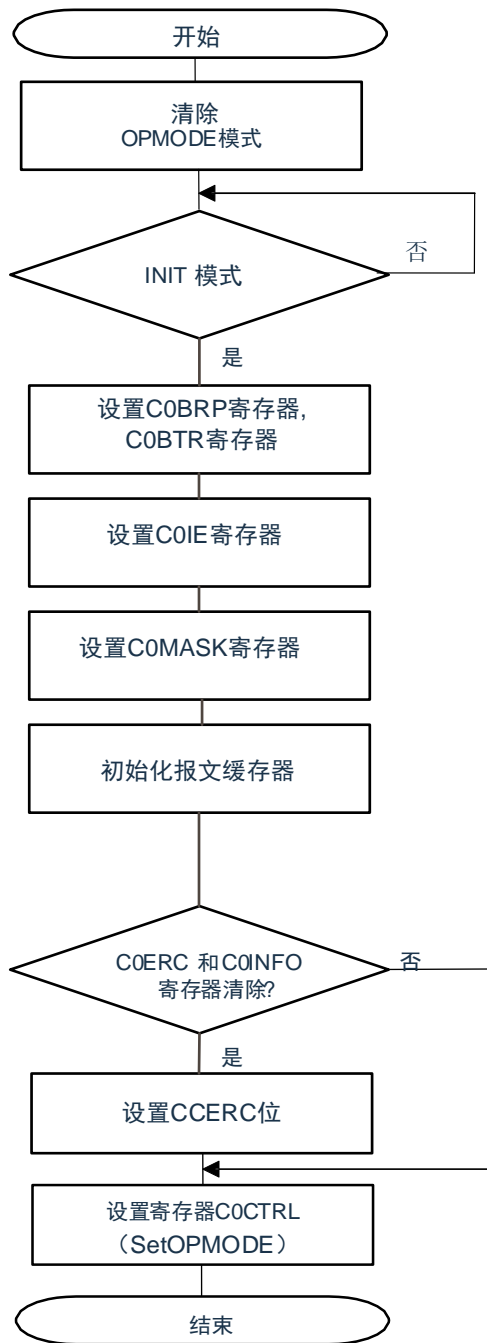 开始
清除
OPMODE模式
否
INIT 模式
是
设置C0BRP寄存器,
C0BTR寄存器
设置C0IE寄存器
设置C0MASK寄存器
初始化报文缓存器
C0ERC 和C0INFO
寄存器清除?
否
是
设置CCERC位
设置寄存器C0CTRL
（SetOPMODE）
结束